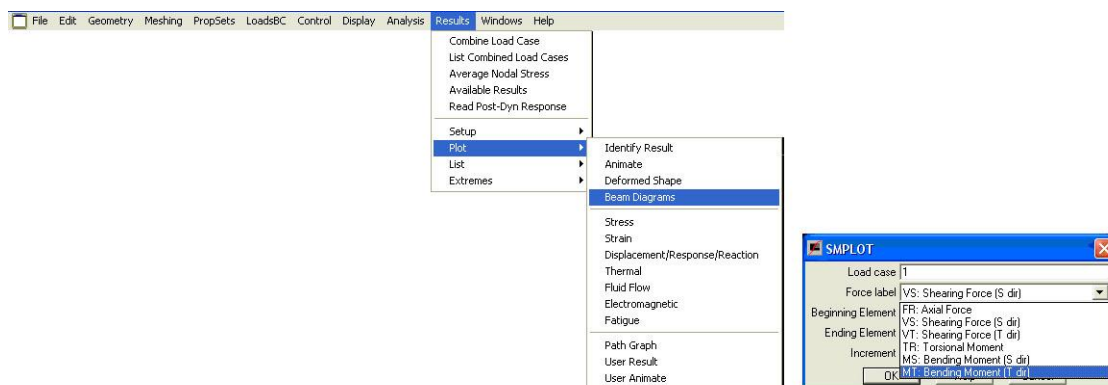 File Edit Geometry Meshing PropSets LoadsBC Control Display Analysis Results Windows Help
Combine Load Case
List Combined Load Cases
Average Nodal Stress
Available Results
Read Post-Dyn Response
Setup
Plot
List
Extremes
Identify Result
Animate
Deformed Shape
Beam Diagrams
Stress
Strain
Displacement/Response/Reaction
Thermal
Fluid Flow
Electromagnetic
Fatigue
Path Graph
User Result
User Animate
SMPLOT
Load case 1
Force label VS: Shearing Force (S dir)
Beginning Element FR: Axial Force
VS: Shearing Force (S dir)
Ending Element VT: Shearing Force (T dir)
TR: Torsional Moment
Increment MS: Bending Moment (S dir)
OK MT: Bending Moment (T dir)